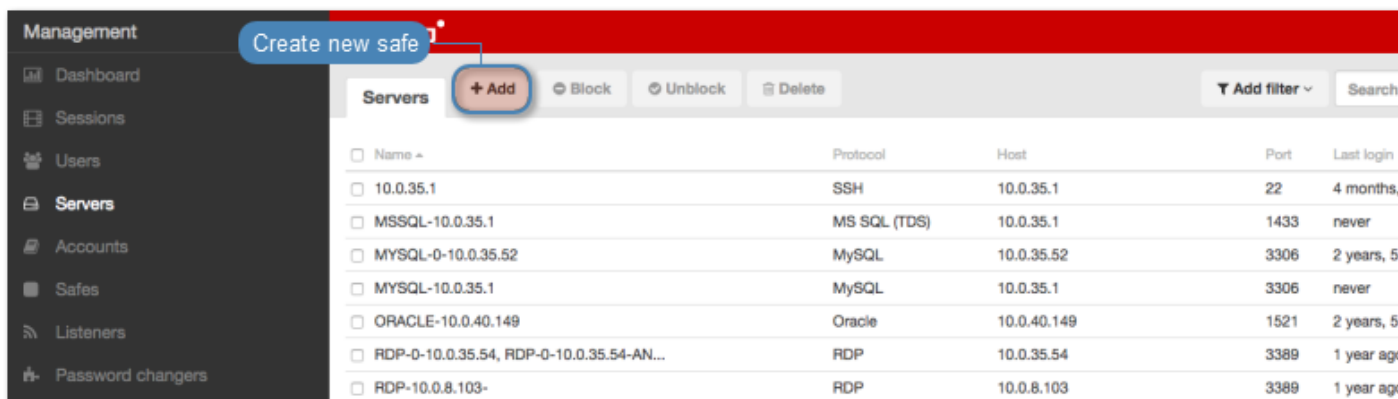 Management
Create new safe
Dashboard
Sessions
Users
Servers
Accounts
Safes
Listeners
Password changers
Servers + Add Block Unblock Delete Add filter Search
Name Protocol Host Port Last login
10.0.35.1 SSH 10.0.35.1 22 4 months,
MSSQL-10.0.35.1 MS SQL (TDS) 10.0.35.1 1433 never
MYSQL-0-10.0.35.52 MySQL 10.0.35.52 3306 2 years, 5
MYSQL-10.0.35.1 MySQL 10.0.35.1 3306 never
ORACLE-10.0.40.149 Oracle 10.0.40.149 1521 2 years, 5
RDP-0-10.0.35.54, RDP-0-10.0.35.54-AN... RDP 10.0.35.54 3389 1 year ago
RDP-10.0.8.103- RDP 10.0.8.103 3389 1 year ago